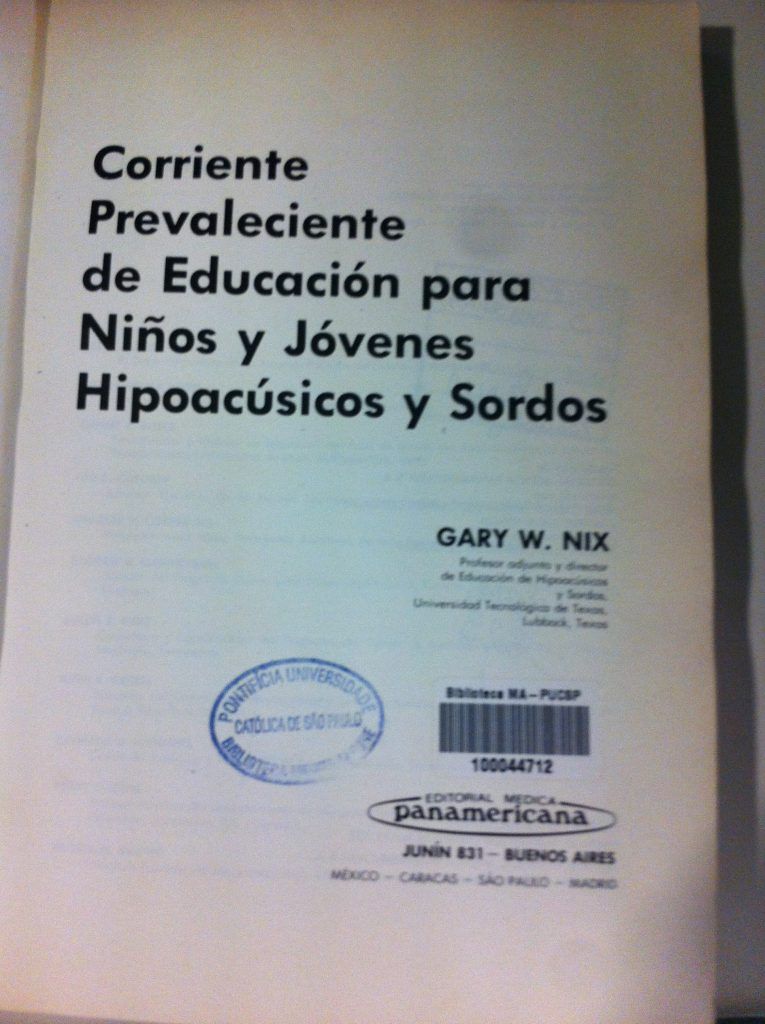 Corriente
Prevaleciente
de Educación para
Niños y Jóvenes
Hipoacúsicos y Sordos
GARY W. NIX
Profesor adjunto y director
de Educación de Hipoacúsicos
y Sordos,
Universidad Tecnológica de Texas,
Lubbock, Texas
PONTIFICIA UNIVERSIDADE
CATÓLICA DE SÃO PAULO
BIBLIOTECA
Biblioteca MA-PUCSP
100044712
EDITORIAL MEDICA
panamericana
JUNÍN 831 - BUENOS AIRES
MÉXICO - CARACAS - SÃO PAULO - MADRID